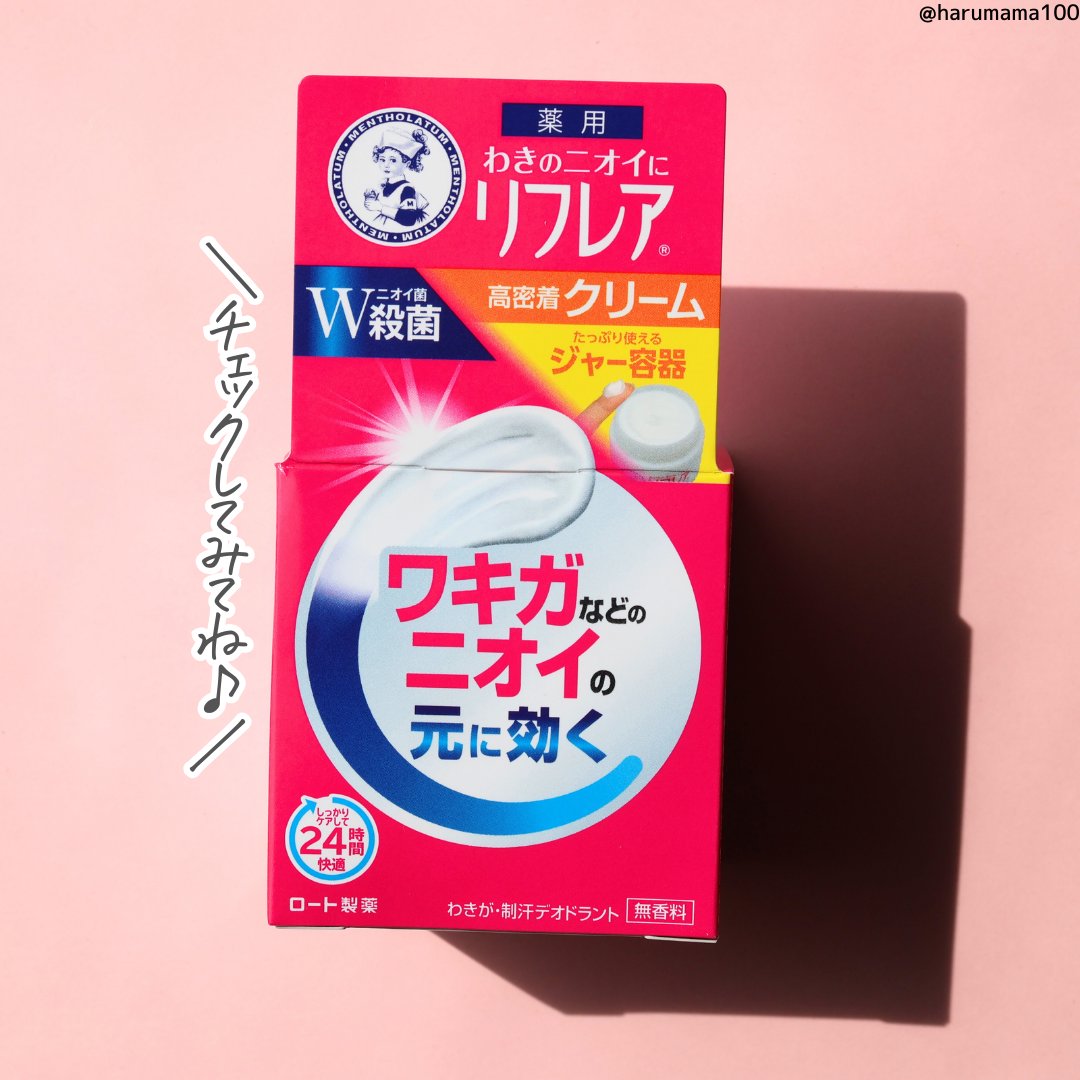 @harumama100
MENTHOLATUM・MENTHOLATUM・MENTHOLATUM・
M
薬用
わきのニオイに
リフレア®
W殺菌
ニオイ菌
高密着クリーム
たっぷり使える
ジャー容器
\チェックしてみてね♪/
ワキガなどの
ニオイの
元に効く
しっかり
ケアして
24時間
快適
ロート製薬
わきが・制汗デオドラント 無香料